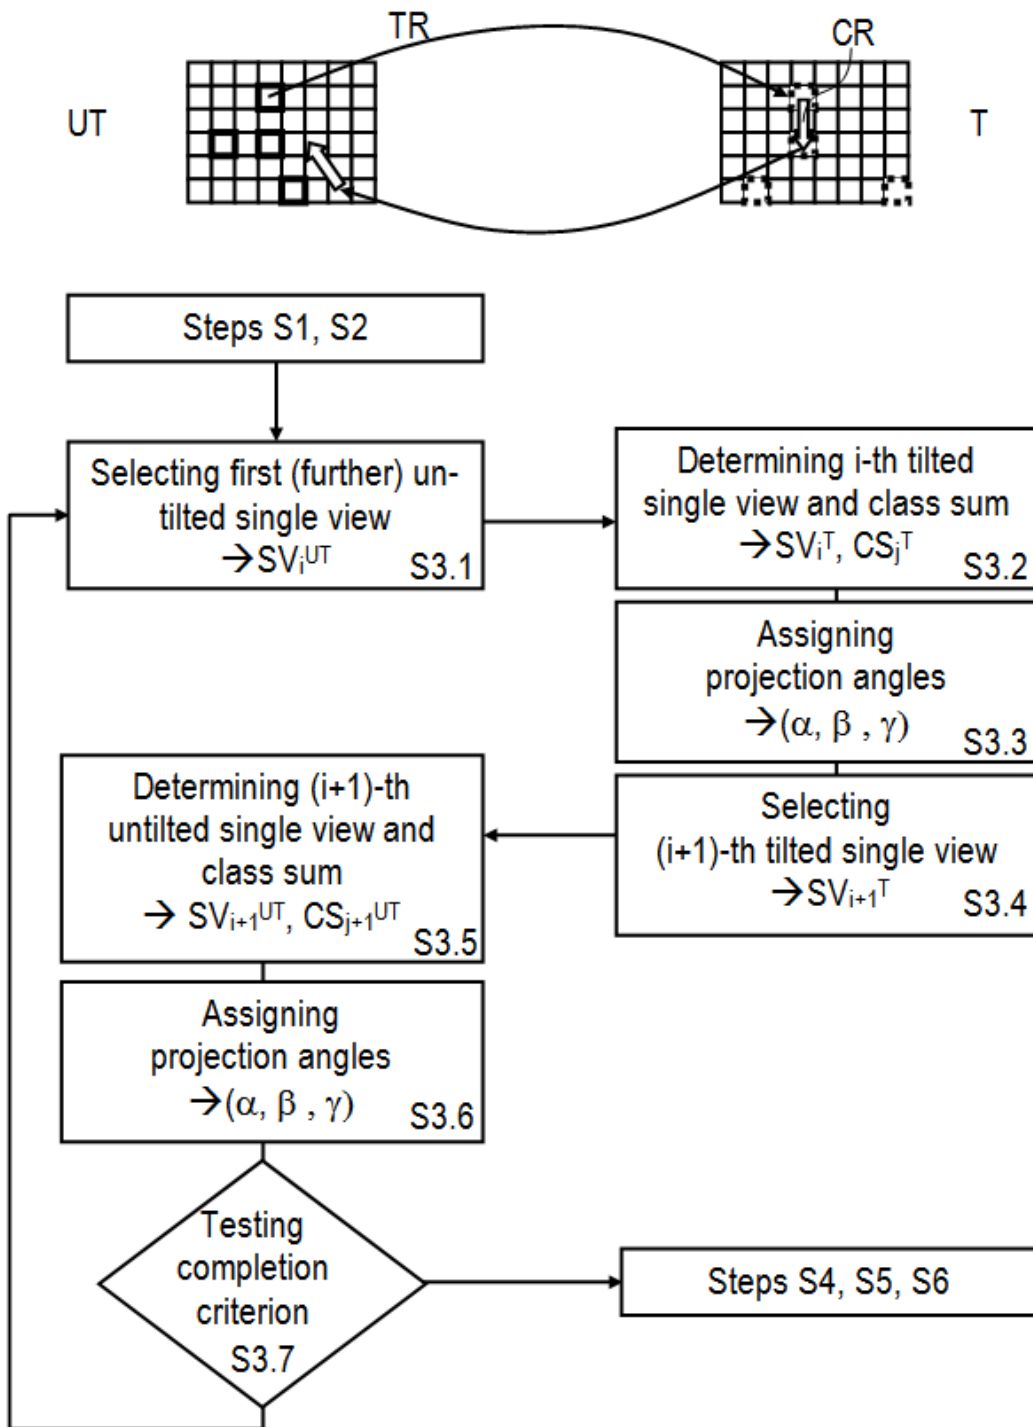 TR
CR
UT
T
Steps S1, S2
Selecting first (further) un-
tilted single view
→SVᵢᵁᵀ
S3.1
Determining i-th tilted
single view and class sum
→SVᵢᵀ, CSⱼᵀ
S3.2
Assigning
projection angles
→(α, β , γ)
S3.3
Selecting
(i+1)-th tilted single view
→SVᵢ₊₁ᵀ
S3.4
Determining (i+1)-th
untilted single view and
class sum
→ SVᵢ₊₁ᵁᵀ, CSⱼ₊₁ᵁᵀ
S3.5
Assigning
projection angles
→(α, β , γ)
S3.6
Testing
completion
criterion
S3.7
Steps S4, S5, S6